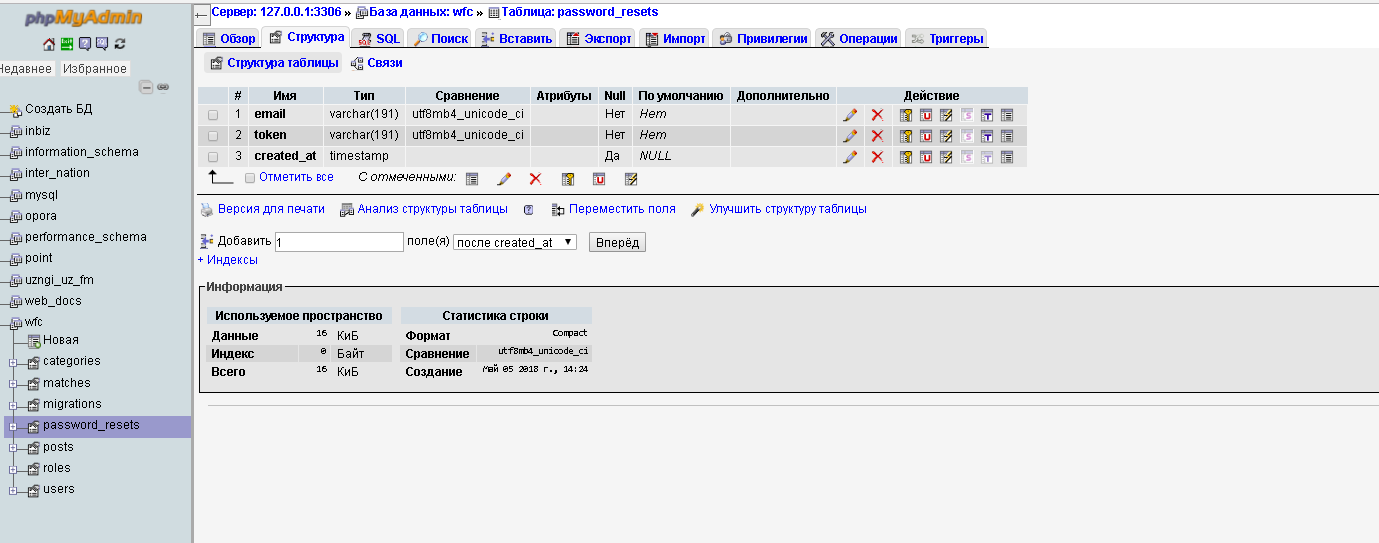 phpMyAdmin
Недавнее Избранное
Создать БД
inbiz
information_schema
inter_nation
mysql
opora
performance_schema
point
uzngi_uz_fm
web_docs
wfc
Новая
categories
matches
migrations
password_resets
posts
roles
users
Сервер: 127.0.0.1:3306 » База данных: wfc » Таблица: password_resets
Обзор Структура SQL Поиск Вставить Экспорт Импорт Привилегии Операции Триггеры
Структура таблицы Связи
# Имя Тип Сравнение Атрибуты Null По умолчанию Дополнительно Действие
1 email varchar(191) utf8mb4_unicode_ci Нет Нет
2 token varchar(191) utf8mb4_unicode_ci Нет Нет
3 created_at timestamp Да NULL
Отметить все С отмеченными:
Версия для печати Анализ структуры таблицы Переместить поля Улучшить структуру таблицы
Добавить 1 поле(я) после created_at Вперёд
+ Индексы
Информация
Используемое пространство
Данные 16 КиБ
Индекс 0 Байт
Всего 16 КиБ
Статистика строки
Формат Compact
Сравнение utf8mb4_unicode_ci
Создание Май 05 2018 г., 14:24